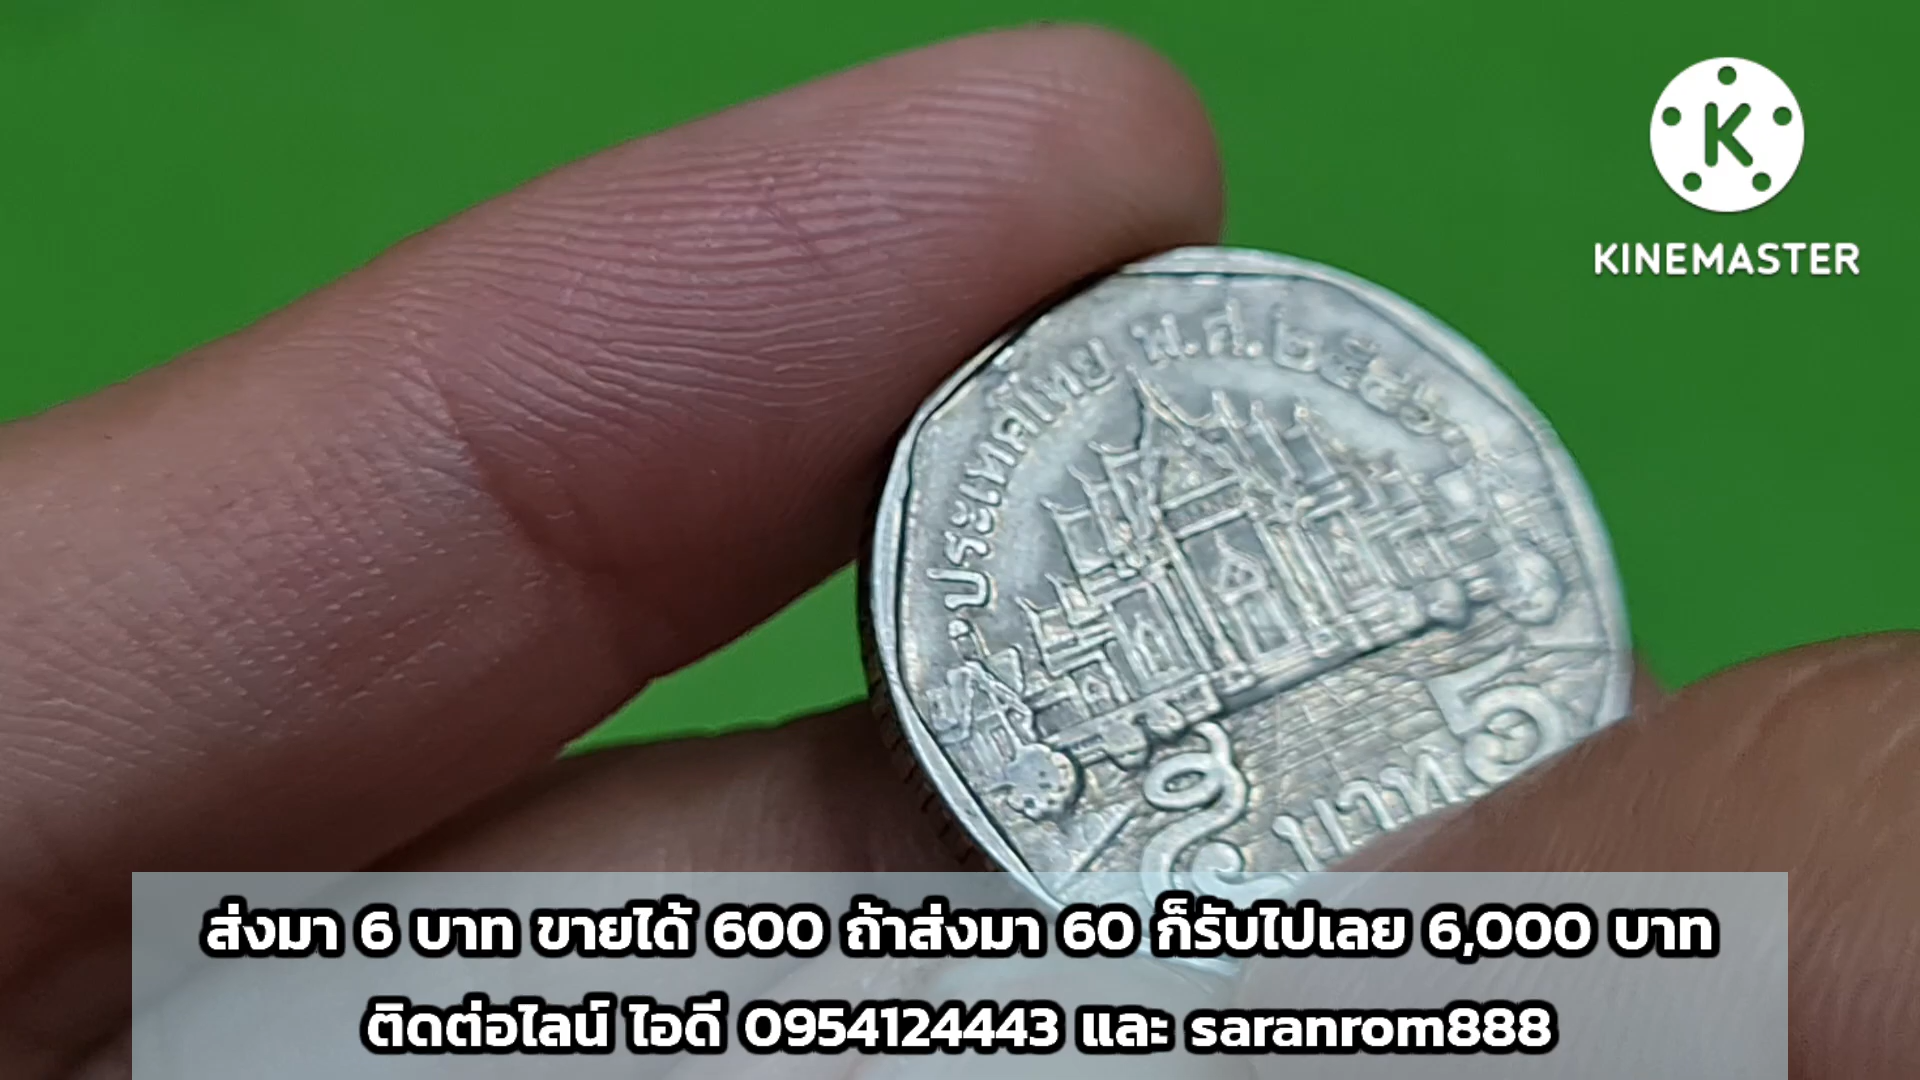 KINEMASTER
ประเทศไทย พ.ศ.๒๕๔๖
๕ บาท 5
ส่งมา 6 บาท ขายได้ 600 ถ้าส่งมา 60 ก็รับไปเลย 6,000 บาท
ติดต่อไลน์ ไอดี 0954124443 และ saranrom888